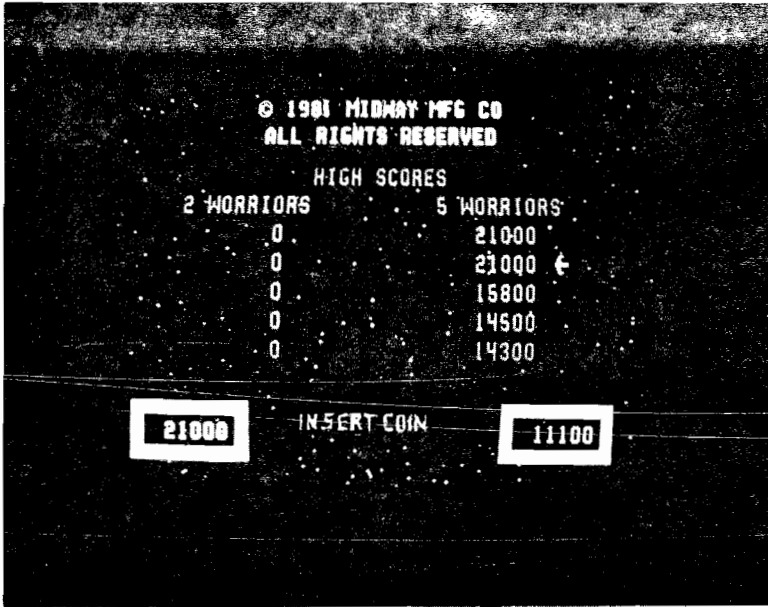 © 1981 MIDWAY MFG CO
ALL RIGHTS RESERVED
HIGH SCORES
2 WORRIORS 5 WORRIORS
0 21000
0 21000 ←
0 15800
0 14500
0 14300
21000 INSERT COIN 11100